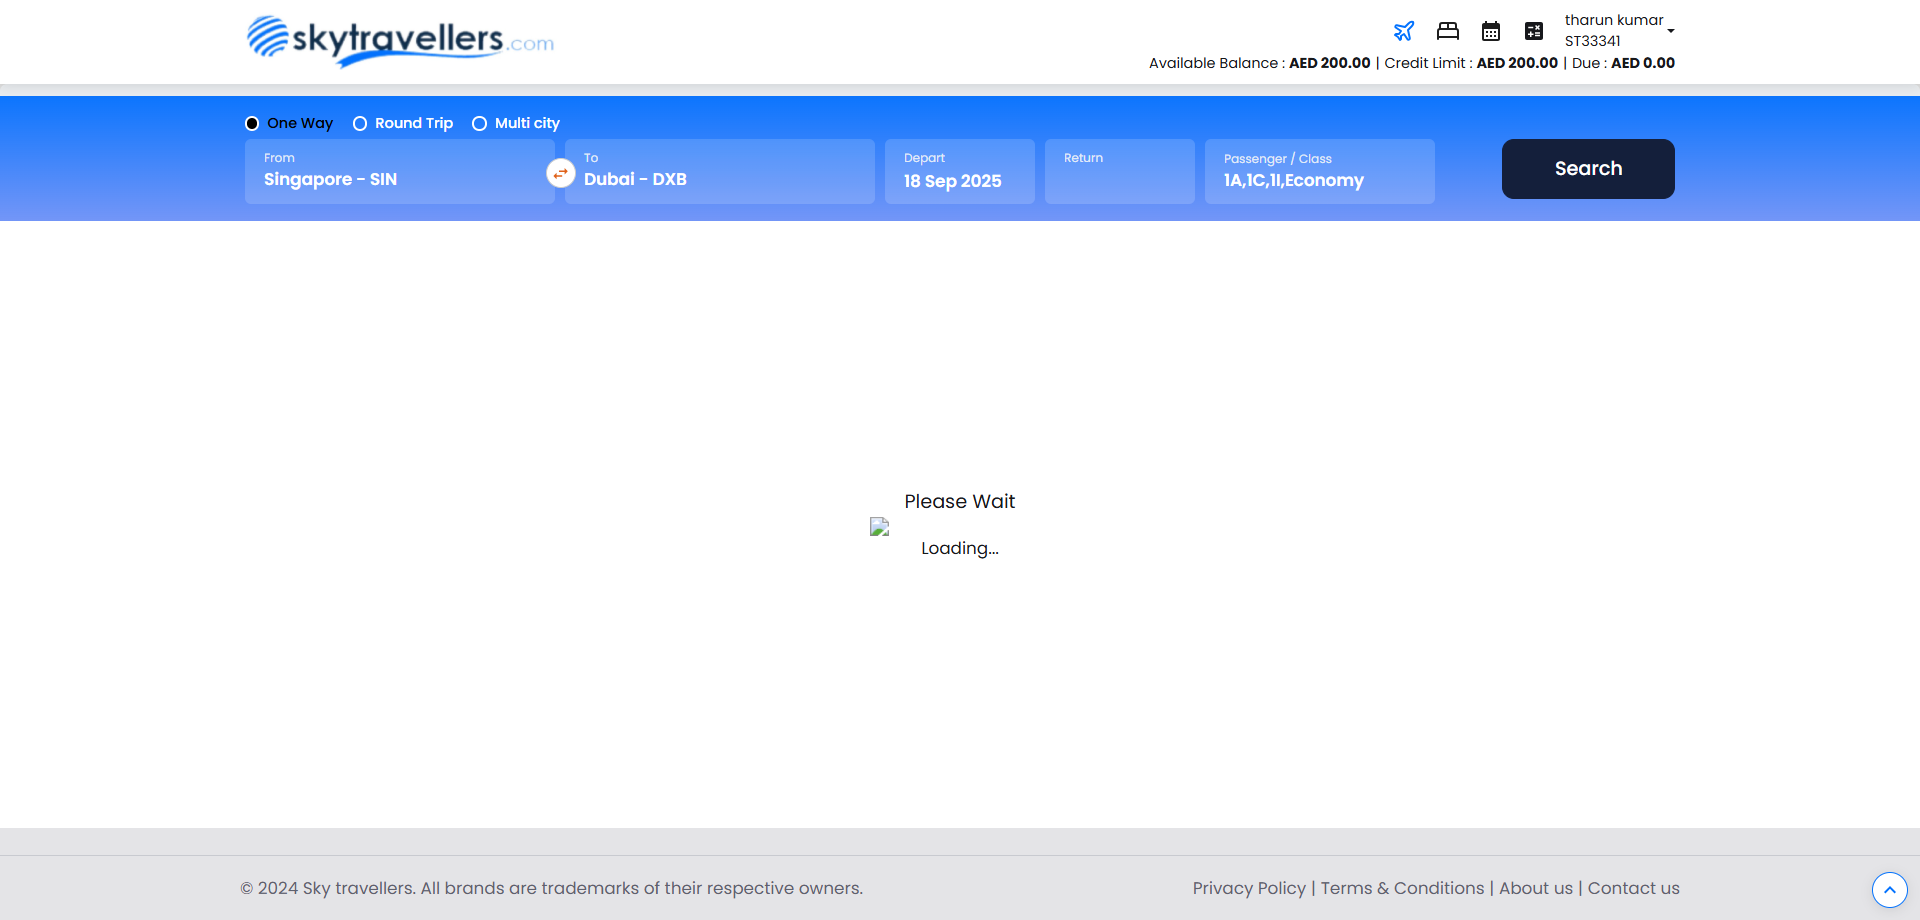 skytravellers.com
tharun kumar
ST33341
Available Balance : AED 200.00 | Credit Limit : AED 200.00 | Due : AED 0.00
One Way Round Trip Multi city
From
Singapore - SIN
To
Dubai - DXB
Depart
18 Sep 2025
Return
Passenger / Class
1A,1C,1I,Economy
Search
Please Wait
Loading...
© 2024 Sky travellers. All brands are trademarks of their respective owners.
Privacy Policy | Terms & Conditions | About us | Contact us